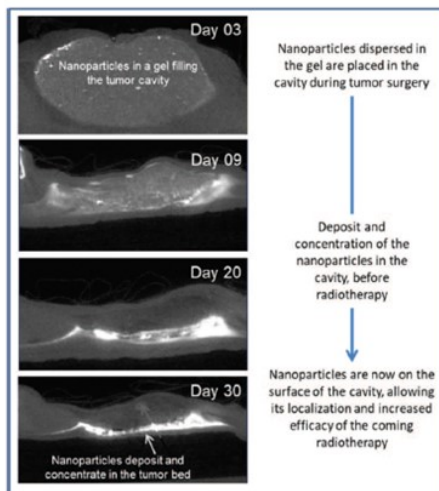 Day 03
Nanoparticles in a gel filling
the tumor cavity
Nanoparticles dispersed in
the gel are placed in the
cavity during tumor surgery
Day 09
Deposit and
concentration of the
nanoparticles in the
cavity, before
radiotherapy
Day 20
Nanoparticles are now on the
surface of the cavity, allowing
its localization and increased
efficacy of the coming
radiotherapy
Day 30
Nanoparticles deposit and
concentrate in the tumor bed